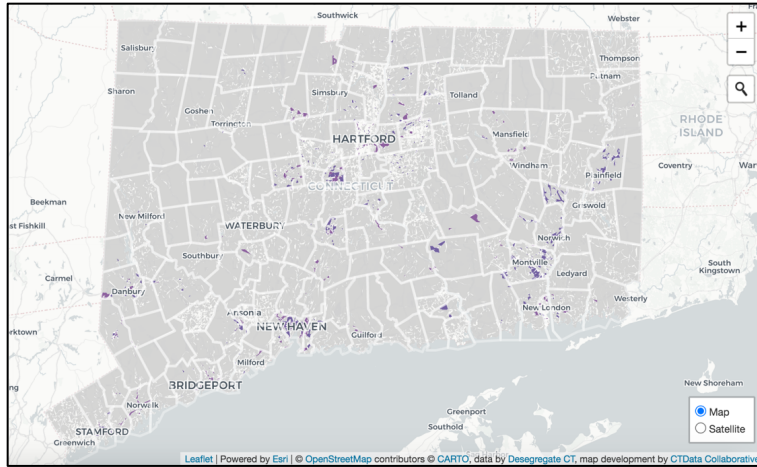 Southwick
Webster
+
−
Salisbury
Thompson
Putnam
Sharon
Simsbury
Tolland
Goshen
Torrington
HARTFORD
Mansfield
RHODE
ISLAND
Windham
Coventry
Plainfield
CONNECTICUT
Beekman
Griswold
New Milford
WATERBURY
Norwich
Southbury
Montville
South
Kingstown
Carmel
Ledyard
Danbury
Westerly
Ansonia
New London
NEW HAVEN
Guilford
Milford
BRIDGEPORT
New Shoreham
Norwalk
Greenport
Map
STAMFORD
Southold
Satellite
Greenwich
Leaflet | Powered by Esri | © OpenStreetMap contributors © CARTO, data by Desegregate CT, map development by CTData Collaborative